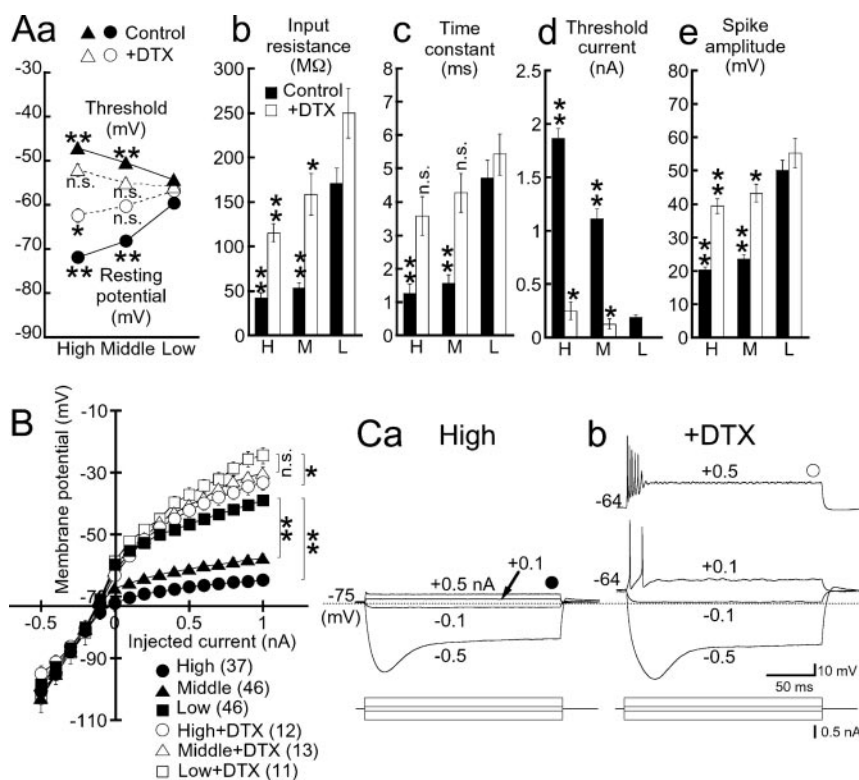 Aa
Control
+DTX
-30
-40
-50
-60
-70
-80
-90
Threshold
(mV)
** **
n.s.
n.s.
n.s.
*
**
**
Resting
potential
(mV)
High Middle Low
b
Input
resistance
(MΩ)
300
250
200
150
100
50
0
Control
+DTX
** ** ** *
H M L
c
Time
constant
(ms)
8
7
6
5
4
3
2
1
0
** n.s. ** n.s.
H M L
d
Threshold
current
(nA)
2.5
2
1.5
1
0.5
0
** * ** *
H M L
e
Spike
amplitude
(mV)
80
70
60
50
40
30
20
10
0
** ** ** *
H M L
B
Membrane potential (mV)
-10
-30
-50
-70
-90
-110
-0.5 0 0.5 1
Injected current (nA)
n.s.
*
**
**
High (37)
Middle (46)
Low (46)
High+DTX (12)
Middle+DTX (13)
Low+DTX (11)
Ca High
+0.1
+0.5 nA
-75
(mV)
-0.1
-0.5
b +DTX
+0.5
-64
+0.1
-64
-0.1
-0.5
10 mV
50 ms
0.5 nA